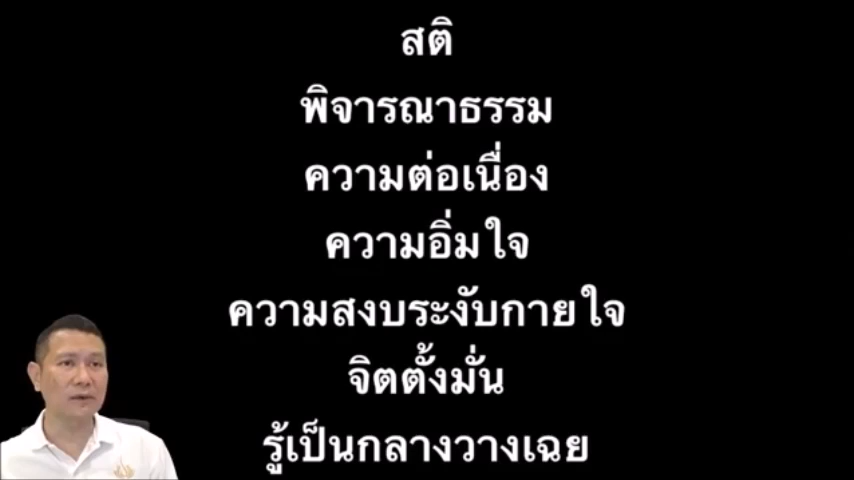 สติ
พิจารณาธรรม
ความต่อเนื่อง
ความอิ่มใจ
ความสงบระงับกายใจ
จิตตั้งมั่น
รู้เป็นกลางวางเฉย